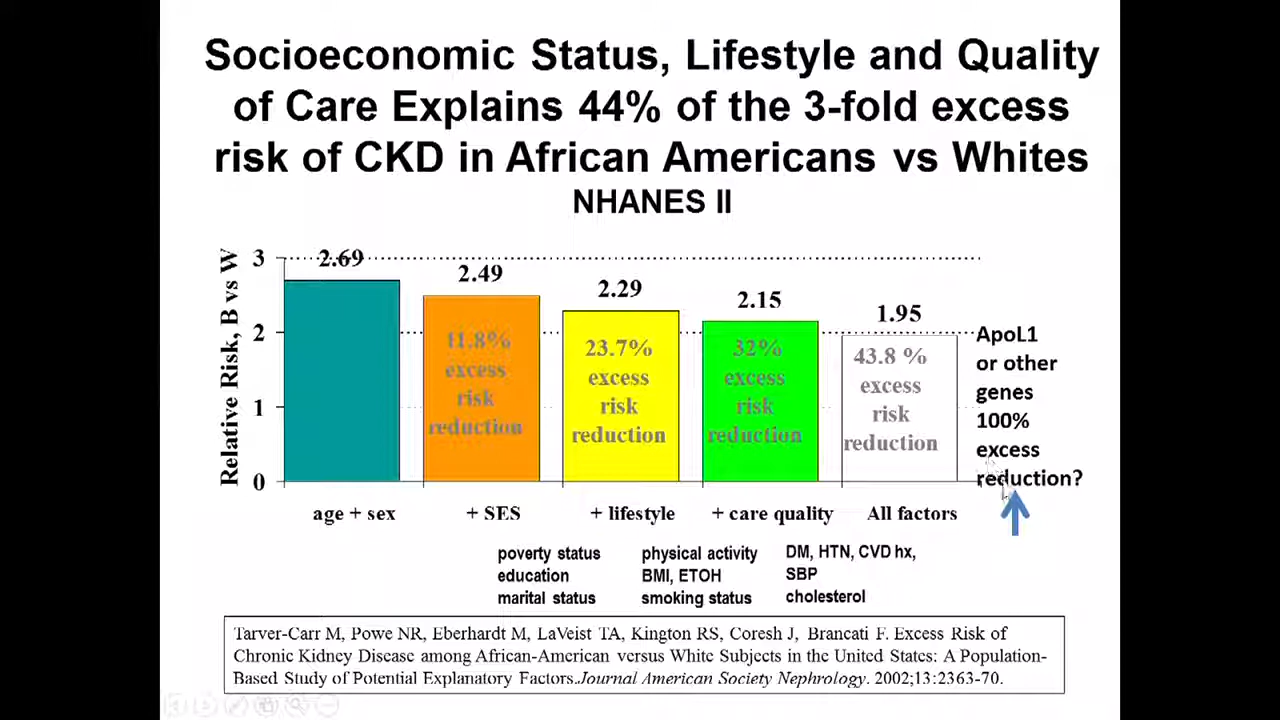 Socioeconomic Status, Lifestyle and Quality
of Care Explains 44% of the 3-fold excess
risk of CKD in African Americans vs Whites
NHANES II
Relative Risk, B vs W
3
2
1
0
2.69
2.49
2.29
2.15
1.95
11.8%
excess
risk
reduction
23.7%
excess
risk
reduction
32%
excess
risk
reduction
43.8 %
excess
risk
reduction
ApoL1
or other
genes
100%
excess
reduction?
age + sex
+ SES
+ lifestyle
+ care quality
All factors
poverty status
education
marital status
physical activity
BMI, ETOH
smoking status
DM, HTN, CVD hx,
SBP
cholesterol
Tarver-Carr M, Powe NR, Eberhardt M, LaVeist TA, Kington RS, Coresh J, Brancati F. Excess Risk of
Chronic Kidney Disease among African-American versus White Subjects in the United States: A Population-
Based Study of Potential Explanatory Factors.Journal American Society Nephrology. 2002;13:2363-70.